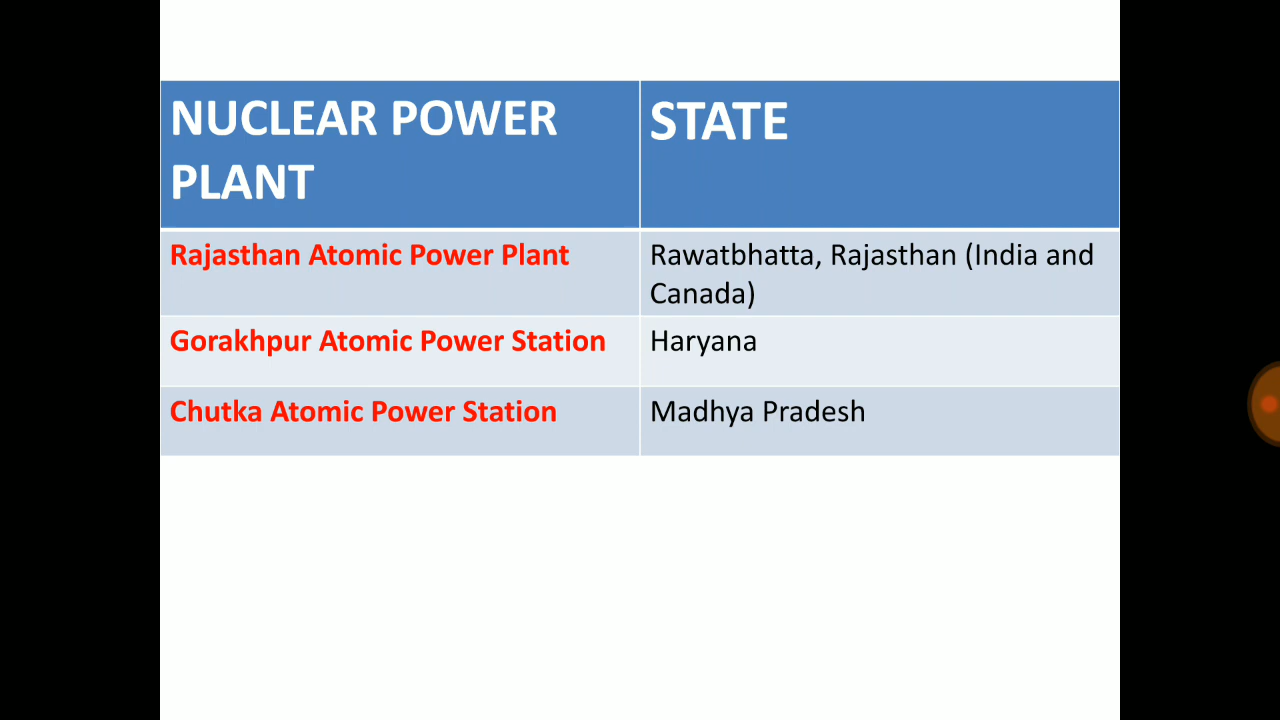 NUCLEAR POWER
PLANT
STATE
Rajasthan Atomic Power Plant
Rawatbhatta, Rajasthan (India and
Canada)
Gorakhpur Atomic Power Station
Haryana
Chutka Atomic Power Station
Madhya Pradesh